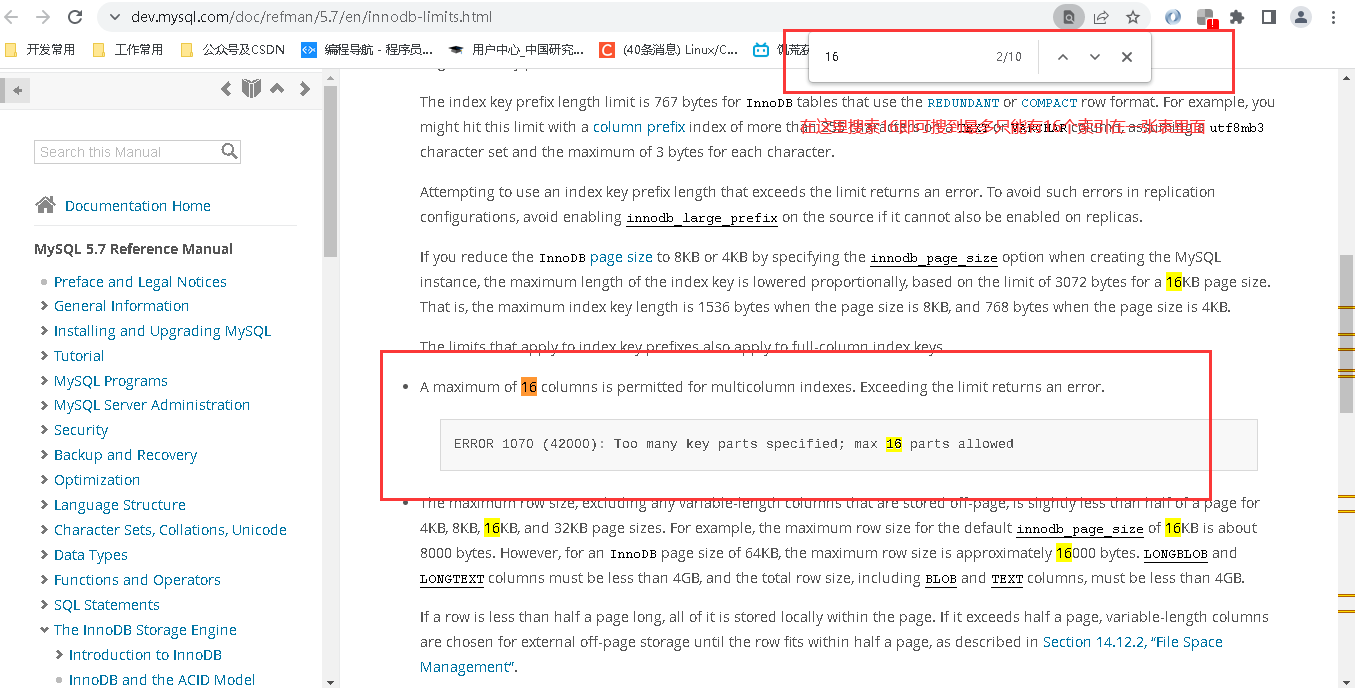 dev.mysql.com/doc/refman/5.7/en/innodb-limits.html
开发常用
工作常用
公众号及CSDN
编程导航 - 程序员...
用户中心_中国研究...
C
(40条消息) Linux/C...
16
2/10
Search this Manual
Documentation Home
MySQL 5.7 Reference Manual
Preface and Legal Notices
General Information
Installing and Upgrading MySQL
Tutorial
MySQL Programs
MySQL Server Administration
Security
Backup and Recovery
Optimization
Language Structure
Character Sets, Collations, Unicode
Data Types
Functions and Operators
SQL Statements
The InnoDB Storage Engine
Introduction to InnoDB
InnoDB and the ACID Model
The index key prefix length limit is 767 bytes for InnoDB tables that use the REDUNDANT or COMPACT row format. For example, you
might hit this limit with a column prefix index of more than 255 characters on a TEXT or VARCHAR column, assuming a utf8mb3
在这里搜索16即可搜到最多只能有16个索引在一张表里面
character set and the maximum of 3 bytes for each character.
Attempting to use an index key prefix length that exceeds the limit returns an error. To avoid such errors in replication
configurations, avoid enabling innodb_large_prefix on the source if it cannot also be enabled on replicas.
If you reduce the InnoDB page size to 8KB or 4KB by specifying the innodb_page_size option when creating the MySQL
instance, the maximum length of the index key is lowered proportionally, based on the limit of 3072 bytes for a 16KB page size.
That is, the maximum index key length is 1536 bytes when the page size is 8KB, and 768 bytes when the page size is 4KB.
The limits that apply to index key prefixes also apply to full-column index keys.
A maximum of 16 columns is permitted for multicolumn indexes. Exceeding the limit returns an error.
ERROR 1070 (42000): Too many key parts specified; max 16 parts allowed
The maximum row size, excluding any variable-length columns that are stored off-page, is slightly less than half of a page for
4KB, 8KB, 16KB, and 32KB page sizes. For example, the maximum row size for the default innodb_page_size of 16KB is about
8000 bytes. However, for an InnoDB page size of 64KB, the maximum row size is approximately 16000 bytes. LONGBLOB and
LONGTEXT columns must be less than 4GB, and the total row size, including BLOB and TEXT columns, must be less than 4GB.
If a row is less than half a page long, all of it is stored locally within the page. If it exceeds half a page, variable-length columns
are chosen for external off-page storage until the row fits within half a page, as described in Section 14.12.2, “File Space
Management”.